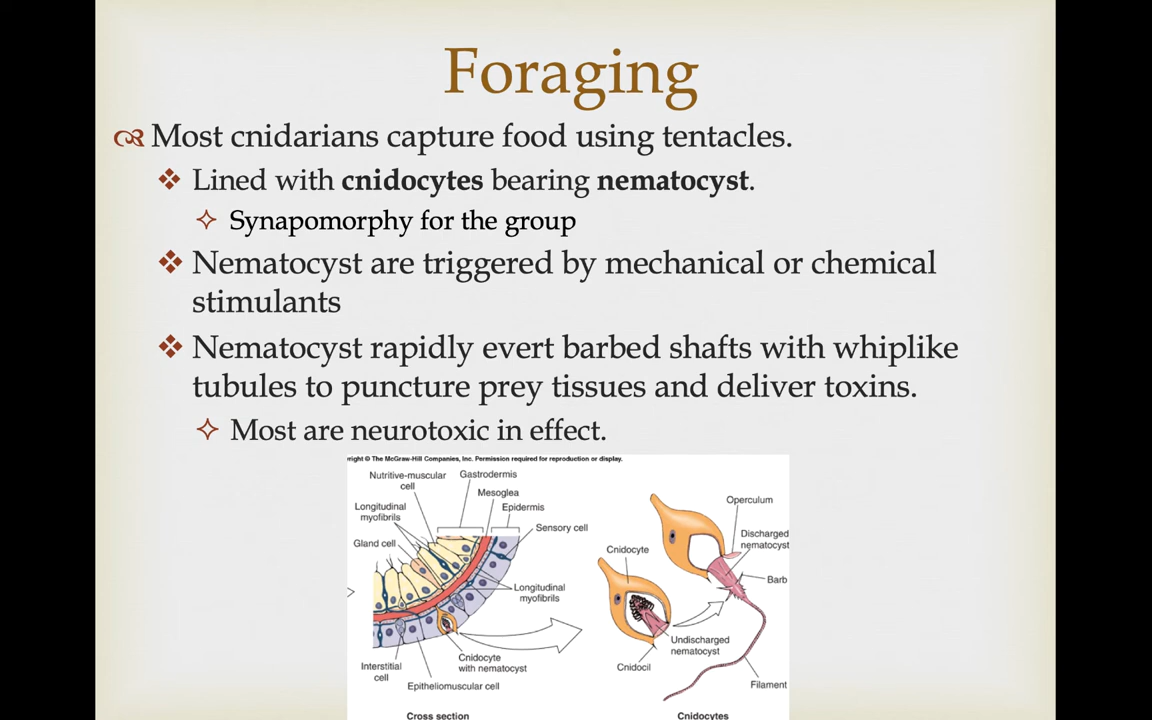 Foraging
Most cnidarians capture food using tentacles.
Lined with cnidocytes bearing nematocyst.
Synapomorphy for the group
Nematocyst are triggered by mechanical or chemical
stimulants
Nematocyst rapidly evert barbed shafts with whiplike
tubules to puncture prey tissues and deliver toxins.
Most are neurotoxic in effect.
right © The McGraw-Hill Companies, Inc. Permission required for reproduction or display.
Nutritive-muscular
cell
Gastrodermis
Mesoglea
Epidermis
Longitudinal
myofibrils
Sensory cell
Gland cell
Longitudinal
myofibrils
Interstitial
cell
Cnidocyte
with nematocyst
Epitheliomuscular cell
Cross section
Operculum
Discharged
nematocyst
Cnidocyte
Barb
Undischarged
nematocyst
Cnidocil
Filament
Cnidocytes